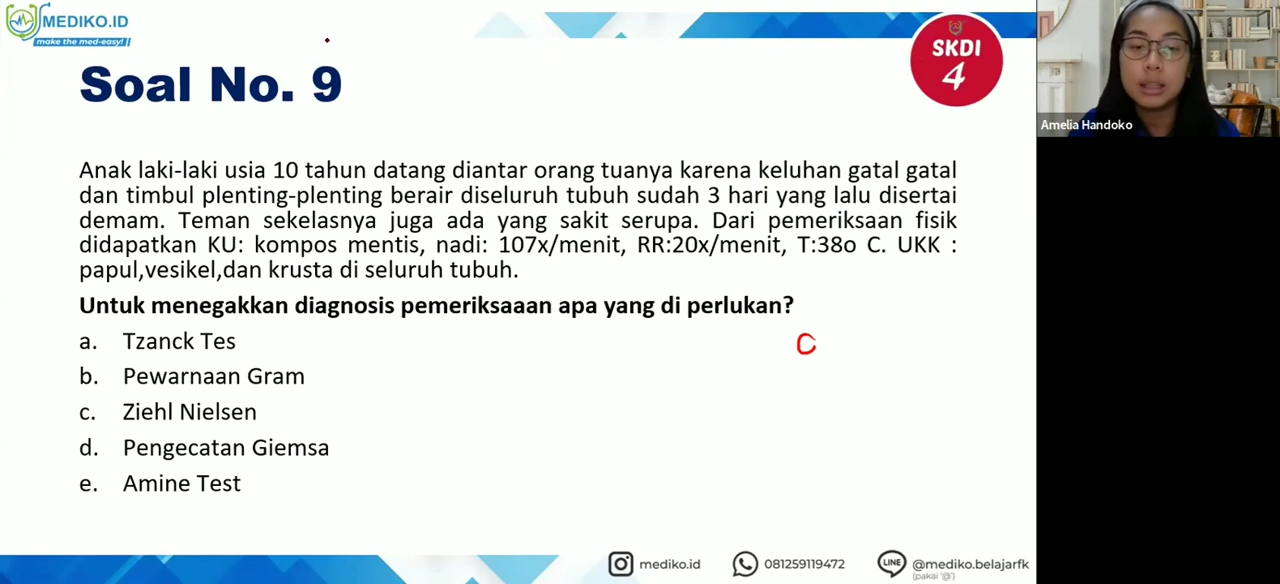 MEDIKO.ID
make the med-easy!
SKDI
4
Amelia Handoko
Soal No. 9
Anak laki-laki usia 10 tahun datang diantar orang tuanya karena keluhan gatal gatal
dan timbul plenting-plenting berair diseluruh tubuh sudah 3 hari yang lalu disertai
demam. Teman sekelasnya juga ada yang sakit serupa. Dari pemeriksaan fisik
didapatkan KU: kompos mentis, nadi: 107x/menit, RR:20x/menit, T:38o C. UKK :
papul,vesikel,dan krusta di seluruh tubuh.
Untuk menegakkan diagnosis pemeriksaaan apa yang di perlukan?
a. Tzanck Tes
b. Pewarnaan Gram
c. Ziehl Nielsen
d. Pengecatan Giemsa
e. Amine Test
mediko.id
081259119472
LINE
@mediko.belajarfk
(pakai '@')